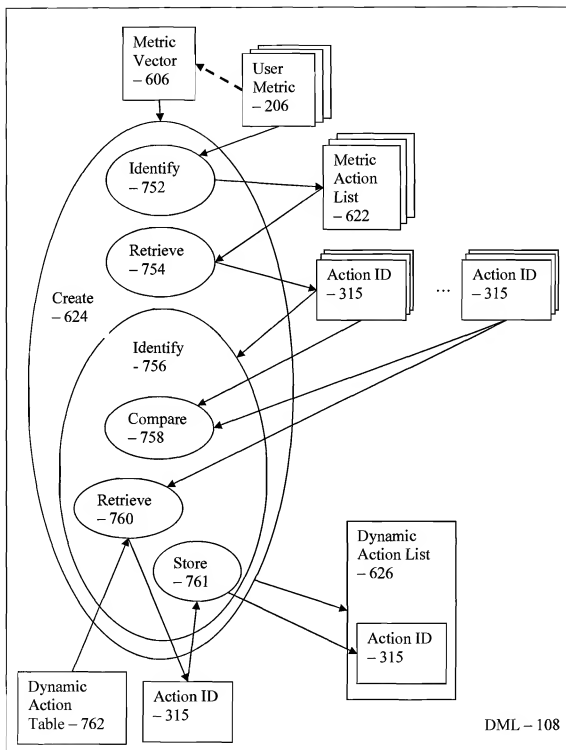 Metric
Vector
– 606
User
Metric
– 206
Identify
– 752
Metric
Action
List
– 622
Retrieve
– 754
Action ID
– 315
...
Action ID
– 315
Create
– 624
Identify
- 756
Compare
– 758
Retrieve
– 760
Store
– 761
Dynamic
Action List
– 626
Action ID
– 315
Dynamic
Action
Table – 762
Action ID
– 315
DML – 108